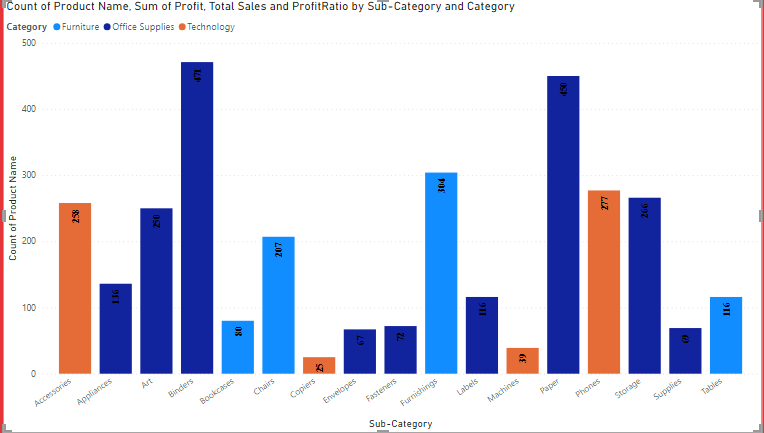 Count of Product Name, Sum of Profit, Total Sales and ProfitRatio by Sub-Category and Category
Category Furniture Office Supplies Technology
Count of Product Name
500
400
300
200
100
0
258
136
250
471
80
207
25
67
72
304
116
39
450
277
266
69
116
Accessories
Appliances
Art
Binders
Bookcases
Chairs
Copiers
Envelopes
Fasteners
Furnishings
Labels
Machines
Paper
Phones
Storage
Supplies
Tables
Sub-Category